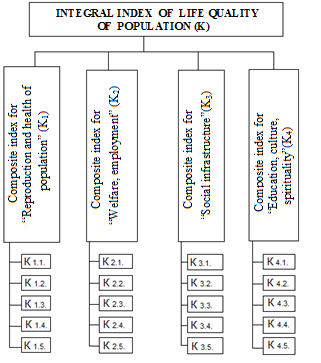 INTEGRAL INDEX OF LIFE QUALITY
OF POPULATION (K)
Composite index for
"Reproduction and health of
population" (K1)
Composite index for
"Welfare, employment" (K2)
Composite index for
"Social infrastructure"(K3)
Composite index for
"Education, culture,
spirituality"(K4)
K 1.1.
K 1.2.
K 1.3.
K 1.4.
K 1.5.
K 2.1.
K 2.2.
K 2.3.
K 2.4.
K 2.5.
K 3.1.
K 3.2.
K 3.3.
K 3.4.
K 3.5.
K 4.1.
K 4.2.
K 4.3.
K 4.4.
K 4.5.